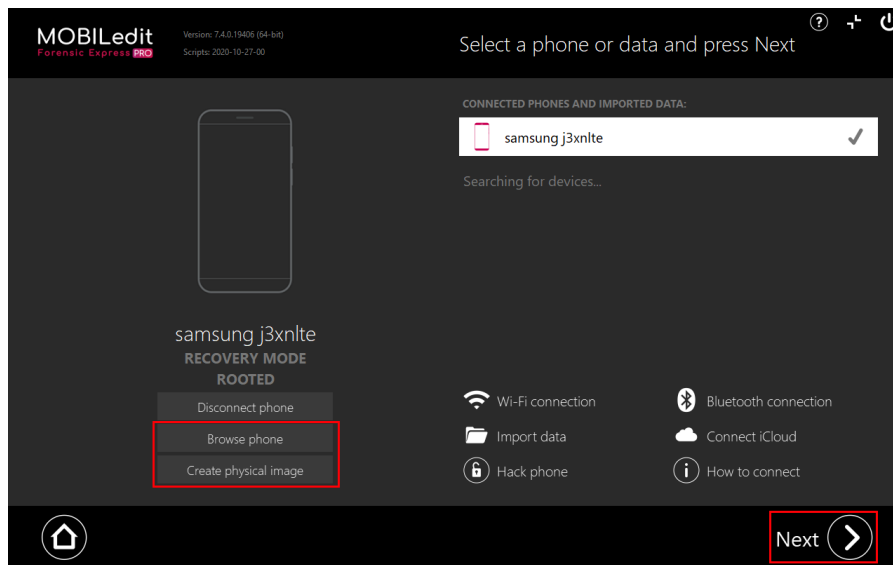 MOBILedit
Forensic Express PRO
Version: 7.4.0.19406 (64-bit)
Scripts: 2020-10-27-00
Select a phone or data and press Next
?
CONNECTED PHONES AND IMPORTED DATA:
samsung j3xnlte
Searching for devices...
samsung j3xnlte
RECOVERY MODE
ROOTED
Disconnect phone
Browse phone
Create physical image
Wi-Fi connection
Bluetooth connection
Import data
Connect iCloud
Hack phone
How to connect
Next